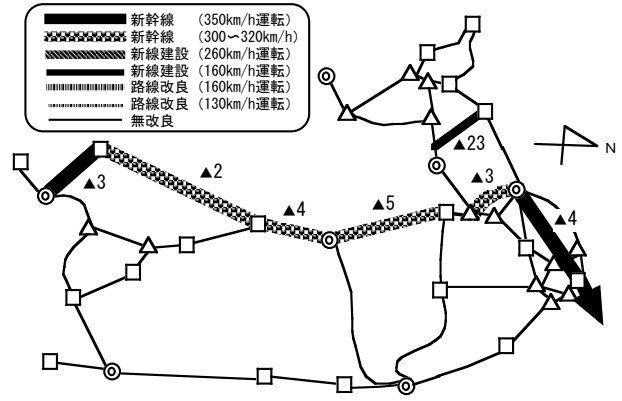 新幹線 (350km/h運転)
新幹線 (300〜320km/h)
新線建設 (260km/h運転)
新線建設 (160km/h運転)
路線改良 (160km/h運転)
路線改良 (130km/h運転)
無改良
▲23
N
▲3
▲2
▲3
▲5
▲4
▲4